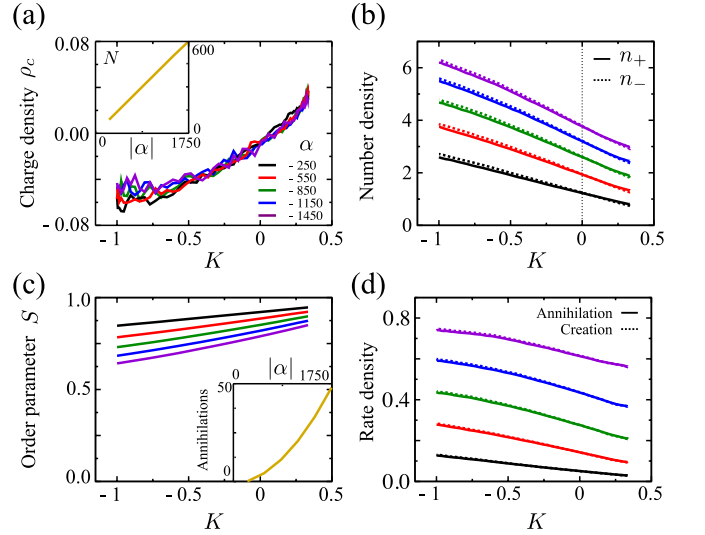 (a)
0.08
0.00
- 0.08
Charge density ρc
N
600
0
0
|α|
1750
α
- 250
- 550
- 850
- 1150
- 1450
- 1
- 0.5
0
0.5
K
(b)
6
4
2
0
Number density
n+
n−
- 1
- 0.5
0
0.5
K
(c)
1.0
0.5
0.0
Order parameter S
0
|α|
1750
50
0
Annihilations
- 1
- 0.5
0
0.5
K
(d)
0.8
0.4
0.0
Rate density
Annihilation
Creation
- 1
- 0.5
0
0.5
K